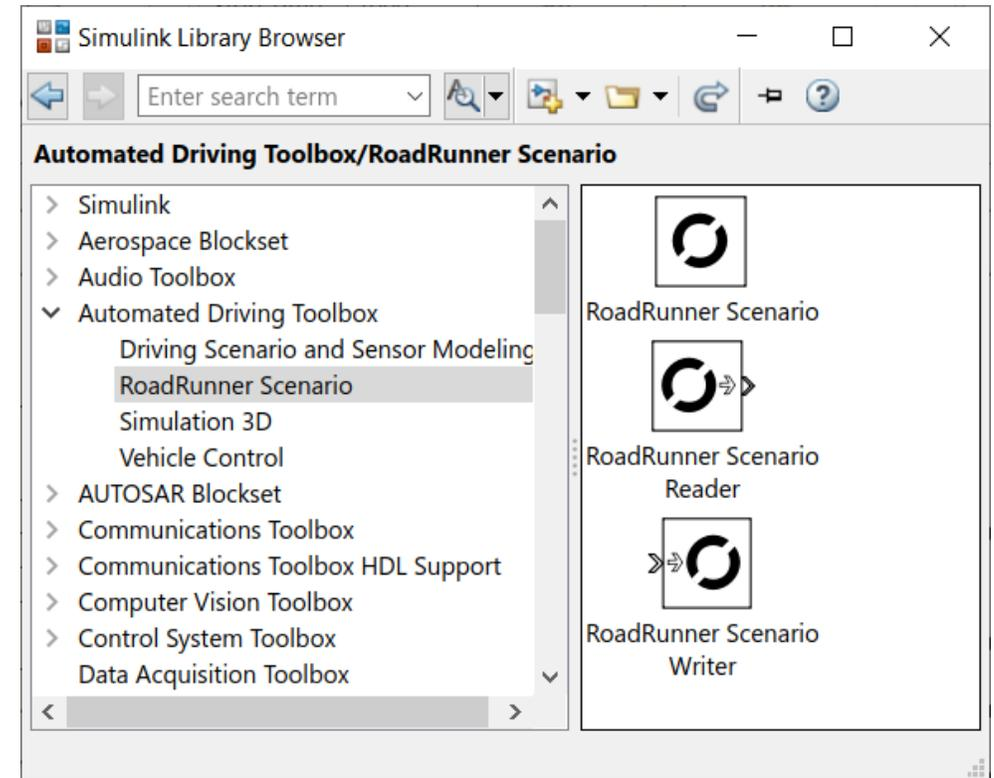 Simulink Library Browser
Enter search term
Automated Driving Toolbox/RoadRunner Scenario
Simulink
Aerospace Blockset
Audio Toolbox
Automated Driving Toolbox
Driving Scenario and Sensor Modeling
RoadRunner Scenario
Simulation 3D
Vehicle Control
AUTOSAR Blockset
Communications Toolbox
Communications Toolbox HDL Support
Computer Vision Toolbox
Control System Toolbox
Data Acquisition Toolbox
RoadRunner Scenario
RoadRunner Scenario
Reader
RoadRunner Scenario
Writer